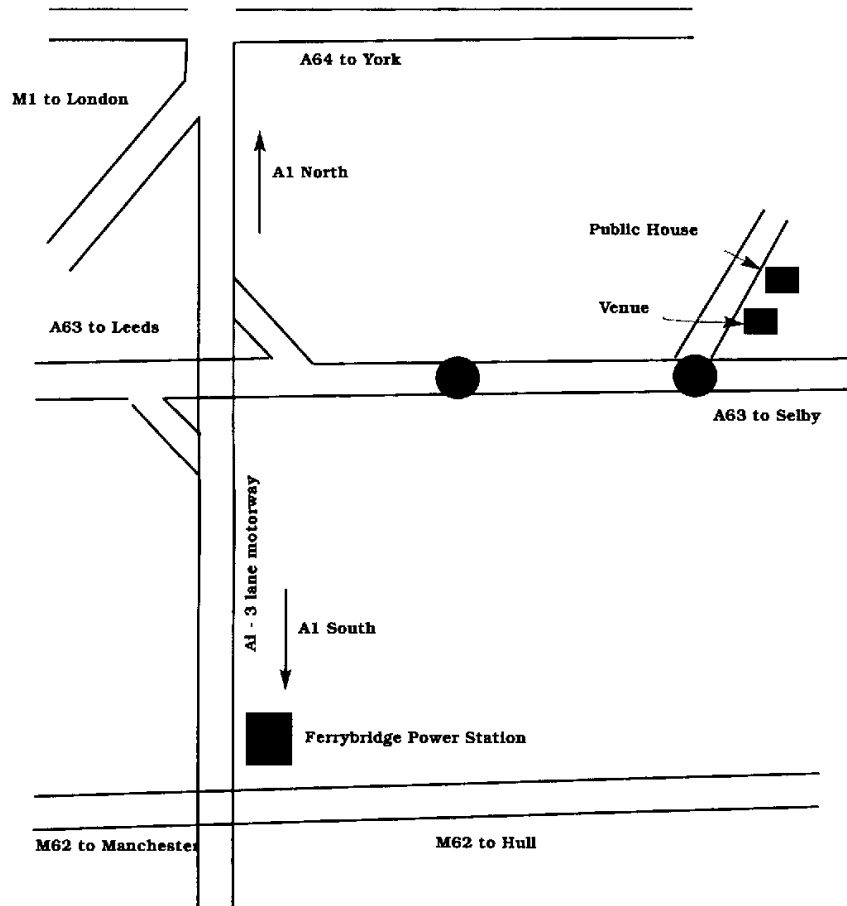 A64 to York
M1 to London
A1 North
Public House
Venue
A63 to Leeds
A63 to Selby
A1 - 3 lane motorway
A1 South
Ferrybridge Power Station
M62 to Manchester
M62 to Hull